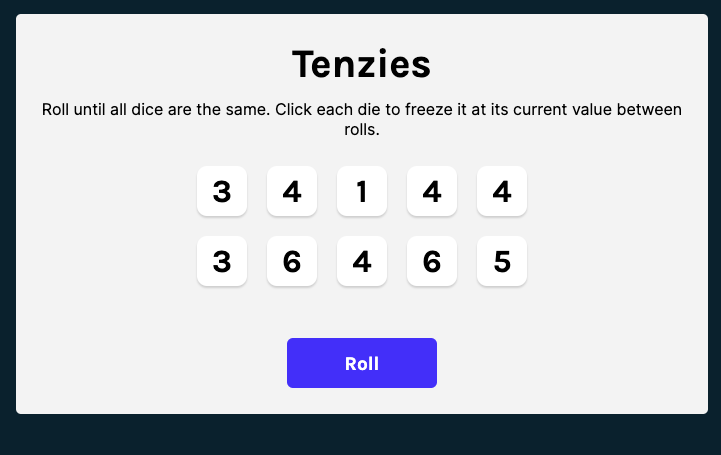 Tenzies
Roll until all dice are the same. Click each die to freeze it at its current value between
rolls.
3 4 1 4 4
3 6 4 6 5
Roll